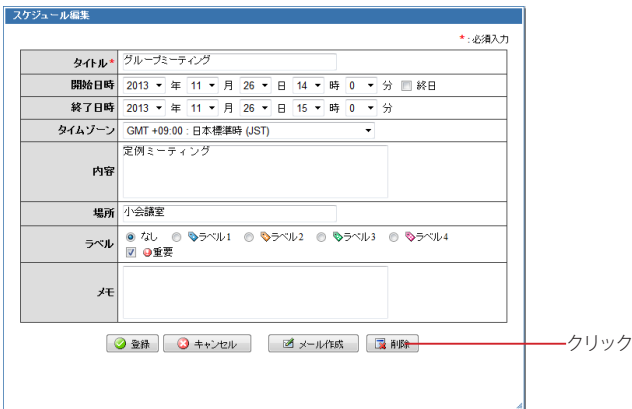 スケジュール編集
*:必須入力
タイトル* グループミーティング
開始日時 2013 年 11 月 26 日 14 時 0 分 終日
終了日時 2013 年 11 月 26 日 15 時 0 分
タイムゾーン GMT +09:00 : 日本標準時 (JST)
内容 定例ミーティング
場所 小会議室
ラベル なし ラベル1 ラベル2 ラベル3 ラベル4
重要
メモ
登録 キャンセル メール作成 削除 クリック